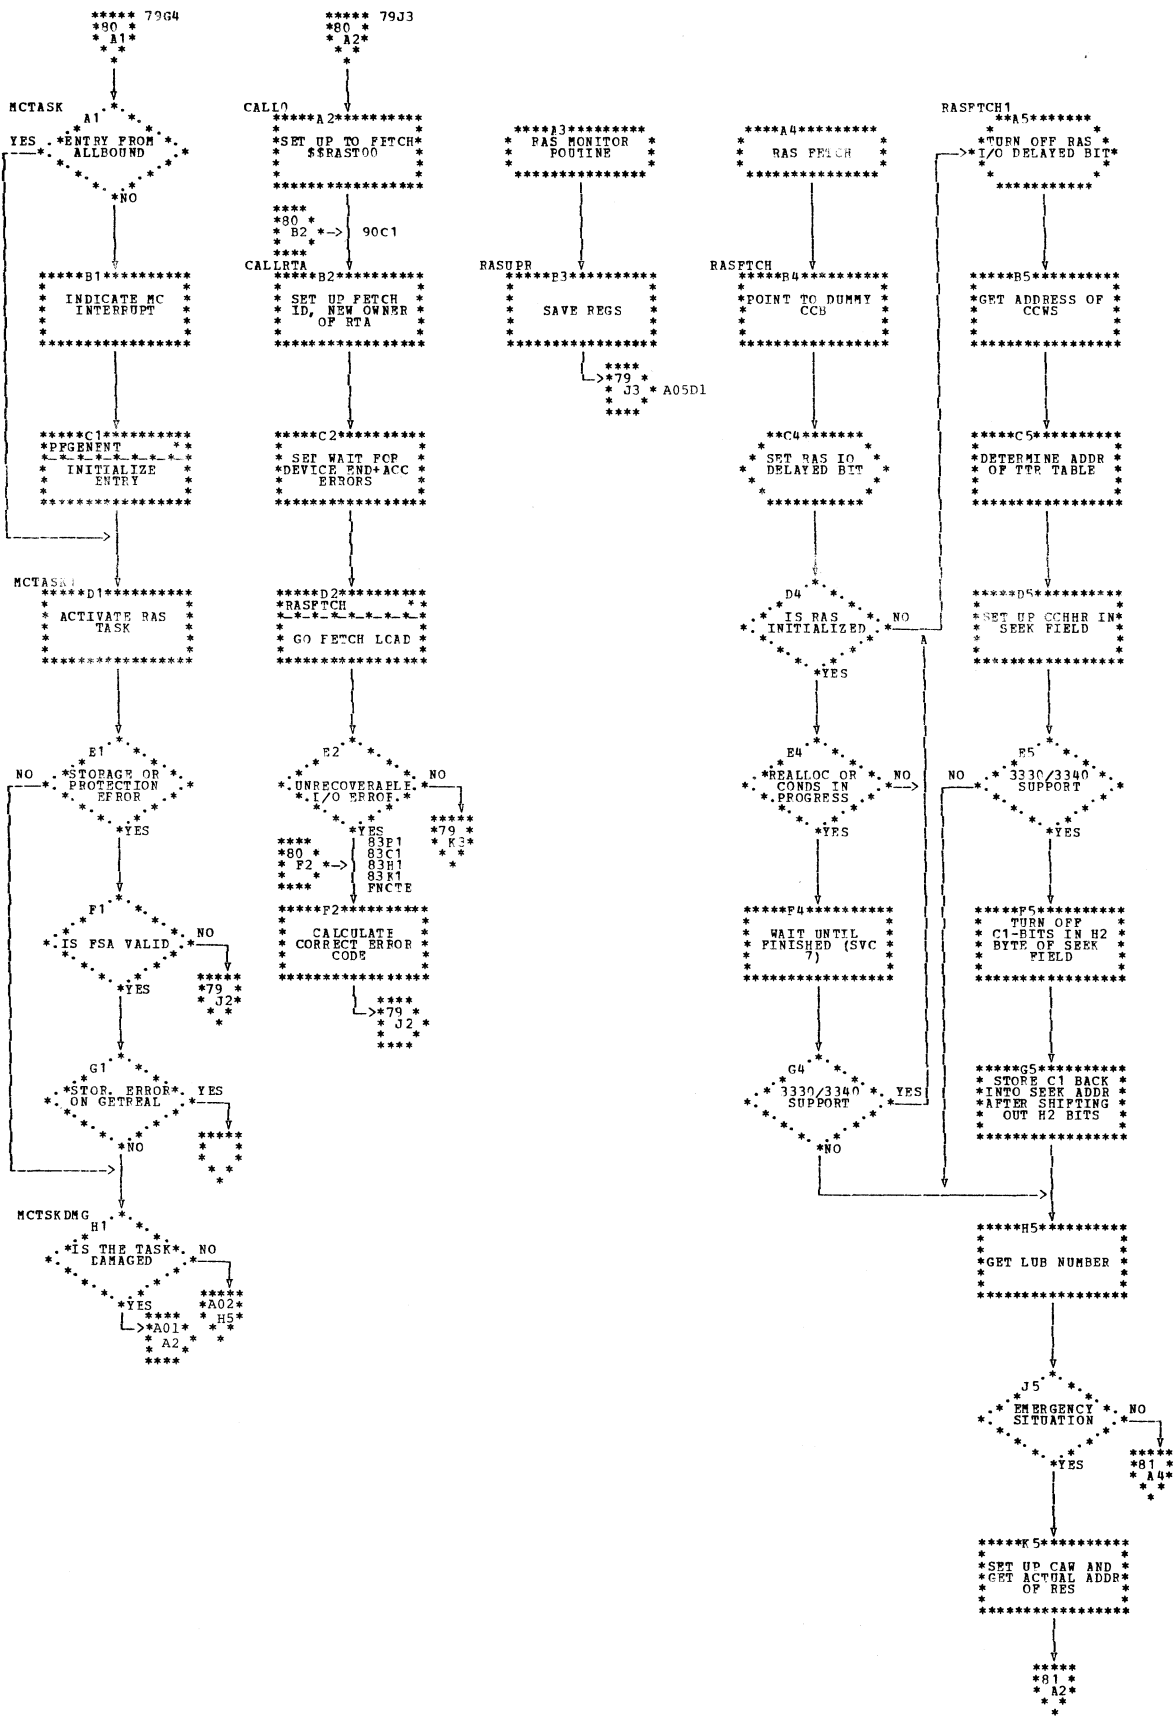 79G4
80
A1
MCTASK
A1
ENTRY FROM
ALLBOUND
YES
NO
B1
INDICATE MC
INTERRUPT
C1
PFGENENT
INITIALIZE
ENTRY
D1
ACTIVATE RAS
TASK
E1
STORAGE OR
PROTECTION
ERROR
NO
YES
F1
IS FSA VALID
NO
YES
79
J2
G1
STOR. ERROR
ON GETREAL
YES
NO
MCTSKDMG
H1
IS THE TASK
DAMAGED
NO
YES
A02
H5
A01
A2
79J3
80
A2
A2
SET UP TO FETCH
$$RAST00
80
B2
90C1
CALLRTA
B2
SET UP FETCH
ID, NEW OWNER
OF RTA
C2
SET WAIT FOR
DEVICE END+ACC
ERRORS
D2
RASFTCH
GO FETCH LOAD
E2
UNRECOVERABLE
I/O ERROR
NO
YES
79
K3
80
F2
83C1
83H1
83K1
F2
CALCULATE
CORRECT ERROR
CODE
79
J2
A3
RAS MONITOR
ROUTINE
RASUPR
B3
SAVE REGS
79
J3
A05D1
A4
RAS FETCH
RASFTCH
B4
POINT TO DUMMY
CCB
C4
SET RAS IO
DELAYED BIT
D4
IS RAS
INITIALIZED
NO
A
YES
E4
REALLOC OR
CONDS IN
PROGRESS
NO
YES
F4
WAIT UNTIL
FINISHED (SVC
7)
G4
3330/3340
SUPPORT
YES
NO
RASFTCH1
A5
TURN OFF RAS
I/O DELAYED BIT
B5
GET ADDRESS OF
CCWS
C5
DETERMINE ADDR
OF TTR TABLE
D5
SET UP CCHHR IN
SEEK FIELD
E5
3330/3340
SUPPORT
NO
YES
F5
TURN OFF
C1-BITS IN H2
BYTE OF SEEK
FIELD
G5
STORE C1 BACK
INTO SEEK ADDR
AFTER SHIFTING
OUT H2 BITS
H5
GET LUB NUMBER
J5
EMERGENCY
SITUATION
NO
YES
81
A4
K5
SET UP CAW AND
GET ACTUAL ADDR
OF RES
81
A2